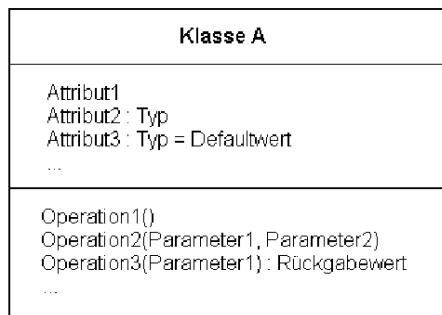 Klasse A
Attribut1
Attribut2 : Typ
Attribut3 : Typ = Defaultwert
...
Operation1()
Operation2(Parameter1, Parameter2)
Operation3(Parameter1) : Rückgabewert
...